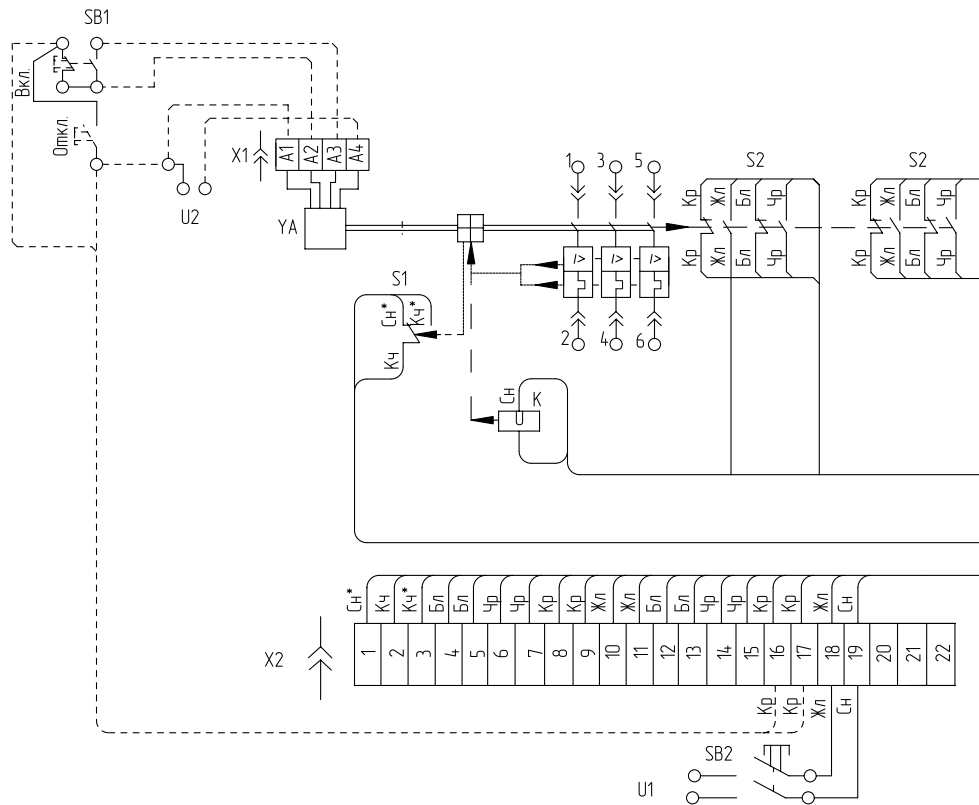 SB1
Вкл.
Откл.
X1
A1 A2 A3 A4
U2
YA
1 3 5
I> I> I>
2 4 6
S2
Кр Жл Бл Чр
Кр Жл Бл Чр
S2
Кр Жл Бл Чр
Кр Жл Бл Чр
S1
Сн* Кч*
Кч
Сн K
Сн* Кч Кч* Бл Бл Чр Чр Кр Кр Жл Жл Бл Бл Чр Чр Кр Кр Жл Сн
X2
1 2 3 4 5 6 7 8 9 10 11 12 13 14 15 16 17 18 19 20 21 22
Кр Кр Жл Сн
SB2
U1